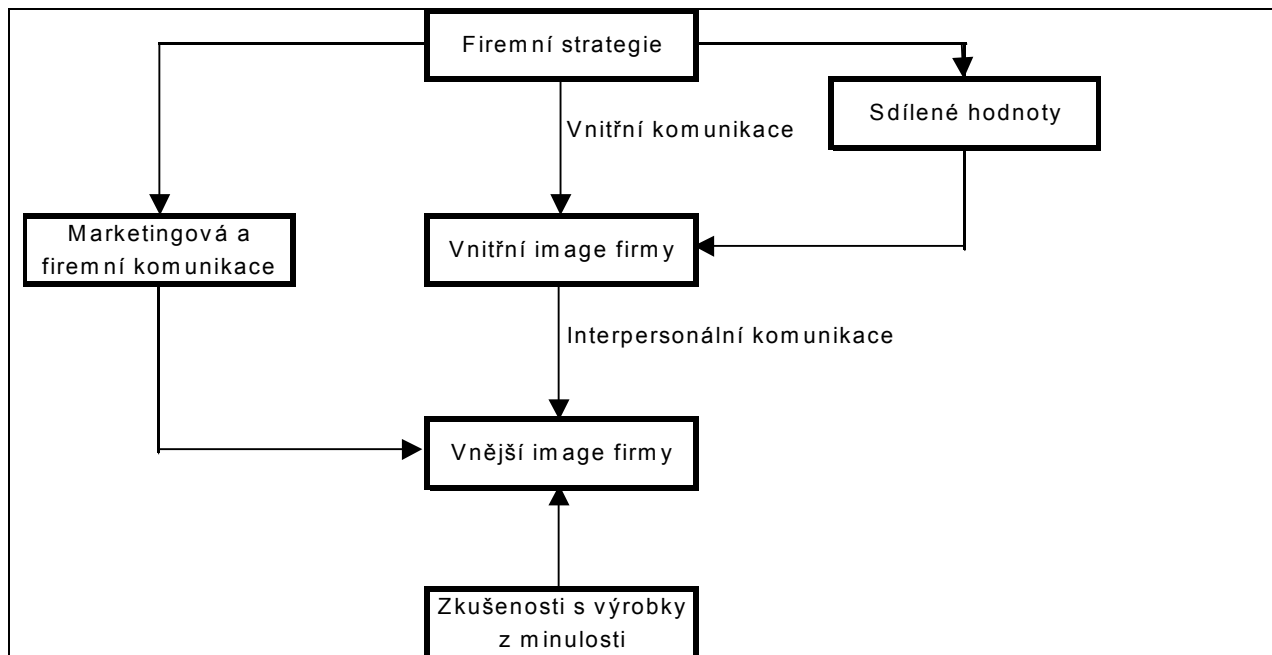 Firemní strategie
Sdílené hodnoty
Vnitřní komunikace
Marketingová a
firemní komunikace
Vnitřní image firmy
Interpersonální komunikace
Vnější image firmy
Zkušenosti s výrobky
z minulosti